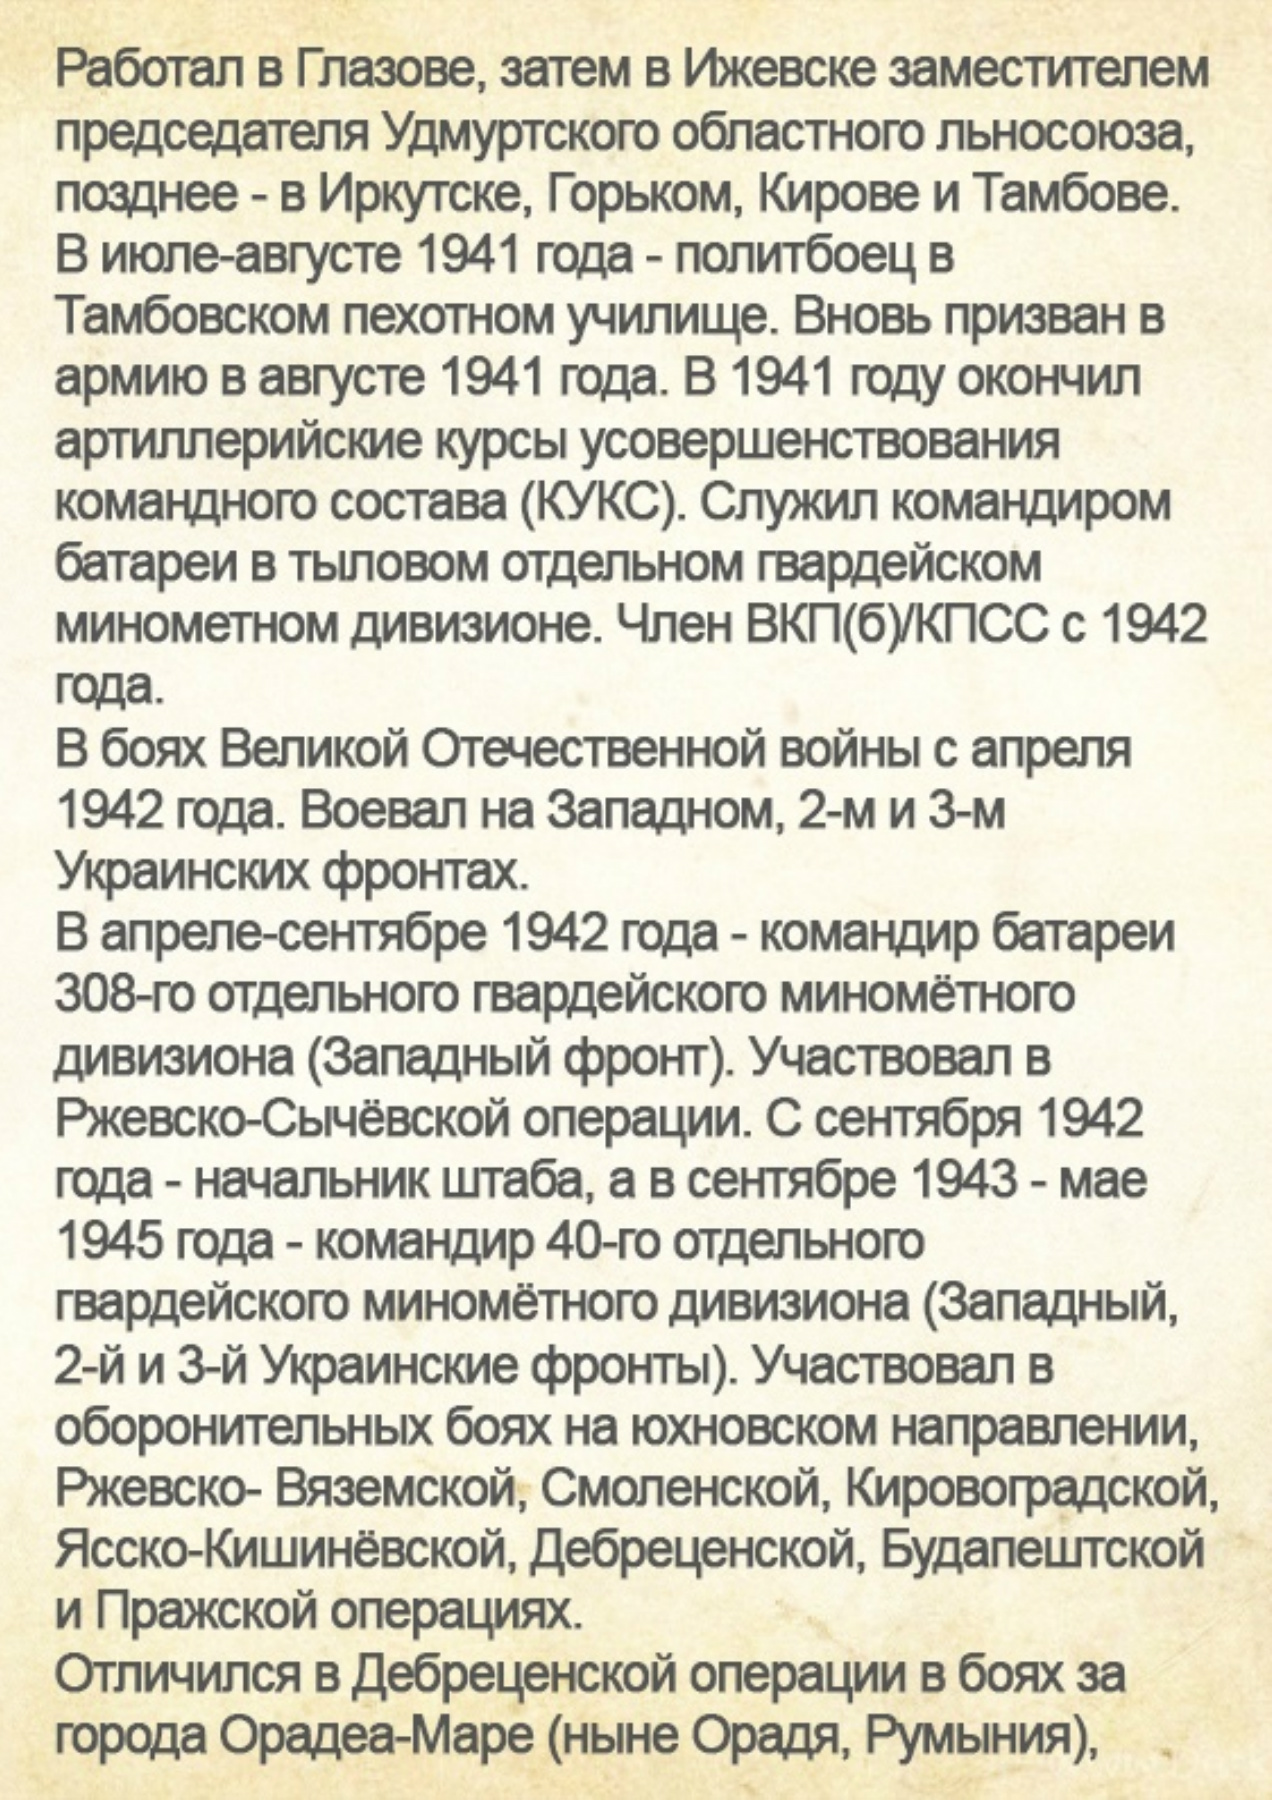 Работал в Глазове, затем в Ижевске заместителем
председателя Удмуртского областного льносоюза,
позднее - в Иркутске, Горьком, Кирове и Тамбове.
В июле-августе 1941 года - политбоец в
Тамбовском пехотном училище. Вновь призван в
армию в августе 1941 года. В 1941 году окончил
артиллерийские курсы усовершенствования
командного состава (КУКС). Служил командиром
батареи в тыловом отдельном гвардейском
минометном дивизионе. Член ВКП(б)/КПСС с 1942
года.
В боях Великой Отечественной войны с апреля
1942 года. Воевал на Западном, 2-м и 3-м
Украинских фронтах.
В апреле-сентябре 1942 года - командир батареи
308-го отдельного гвардейского миномётного
дивизиона (Западный фронт). Участвовал в
Ржевско-Сычёвской операции. С сентября 1942
года - начальник штаба, а в сентябре 1943 - мае
1945 года - командир 40-го отдельного
гвардейского миномётного дивизиона (Западный,
2-й и 3-й Украинские фронты). Участвовал в
оборонительных боях на юхновском направлении,
Ржевско- Вяземской, Смоленской, Кировоградской,
Ясско-Кишинёвской, Дебреценской, Будапештской
и Пражской операциях.
Отличился в Дебреценской операции в боях за
города Орадеа-Маре (ныне Орадя, Румыния),